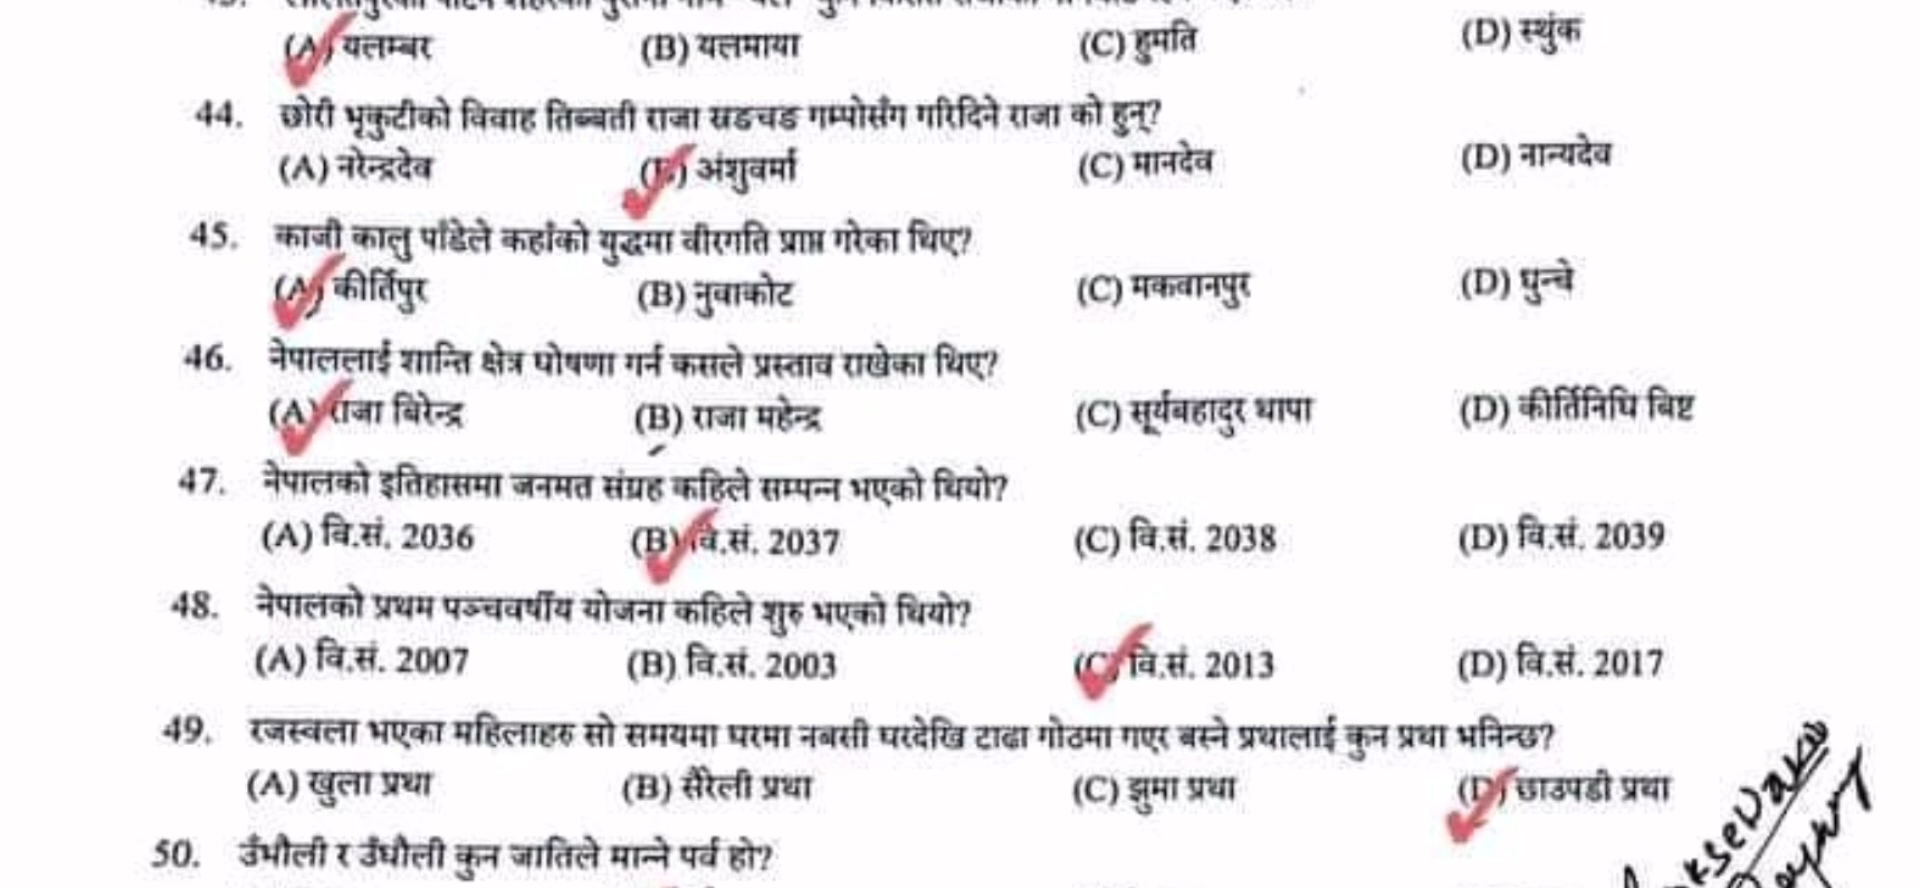 (A) यलम्बर (B) यलमाया (C) हुमति (D) स्थुंक
44. छोरी भृकुटीको विवाह तिब्बती राजा स्रङचङ गम्पोसँग गरिदिने राजा को हुन्?
(A) नरेन्द्रदेव (B) अंशुवर्मा (C) मानदेव (D) नान्यदेव
45. काजी कालु पाँडेले कहाँको युद्धमा वीरगति प्राप्त गरेका थिए?
(A) कीर्तिपुर (B) नुवाकोट (C) मकवानपुर (D) धुन्चे
46. नेपाललाई शान्ति क्षेत्र घोषणा गर्न कसले प्रस्ताव राखेका थिए?
(A) राजा बिरेन्द्र (B) राजा महेन्द्र (C) सूर्यबहादुर थापा (D) कीर्तिनिधि बिष्ट
47. नेपालको इतिहासमा जनमत संग्रह कहिले सम्पन्न भएको थियो?
(A) वि.सं. 2036 (B) वि.सं. 2037 (C) वि.सं. 2038 (D) वि.सं. 2039
48. नेपालको प्रथम पञ्चवर्षीय योजना कहिले शुरु भएको थियो?
(A) वि.सं. 2007 (B) वि.सं. 2003 (C) वि.सं. 2013 (D) वि.सं. 2017
49. रजस्वला भएका महिलाहरु सो समयमा घरमा नबसी घरदेखि टाढा गोठमा गएर बस्ने प्रथालाई कुन प्रथा भनिन्छ?
(A) खुला प्रथा (B) सैरेली प्रथा (C) झुमा प्रथा (D) छाउपडी प्रथा
50. उँभौली र उँधौली कुन जातिले मान्ने पर्व हो?